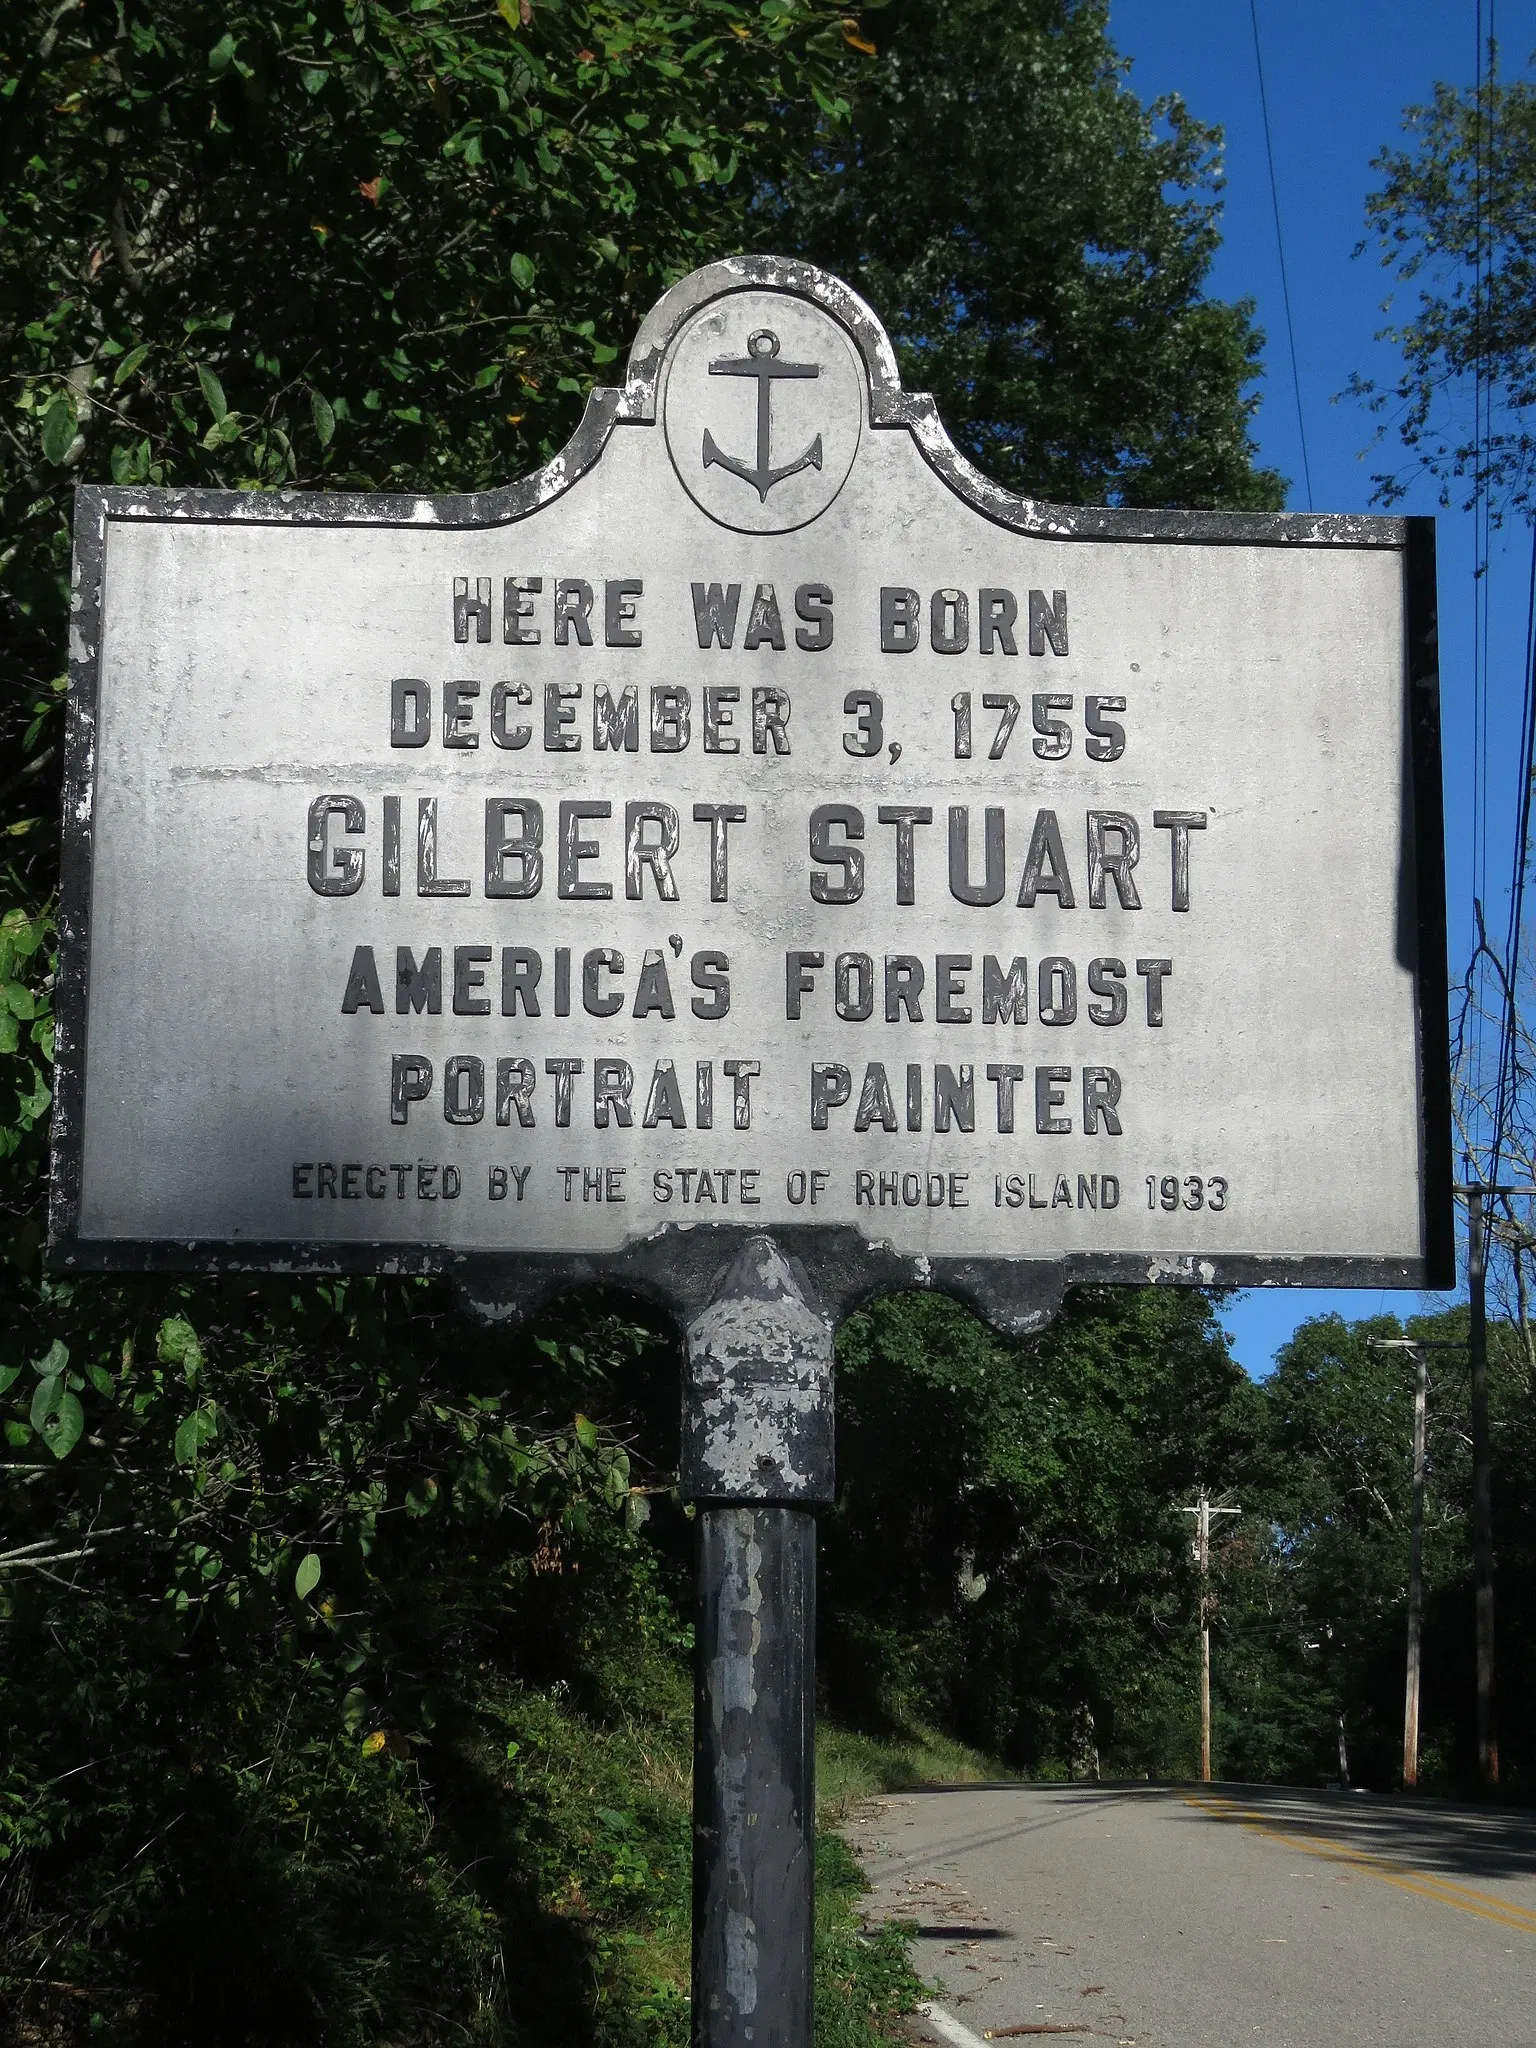 HERE WAS BORN
DECEMBER 3, 1755
GILBERT STUART
AMERICA'S FOREMOST
PORTRAIT PAINTER
ERECTED BY THE STATE OF RHODE ISLAND 1933